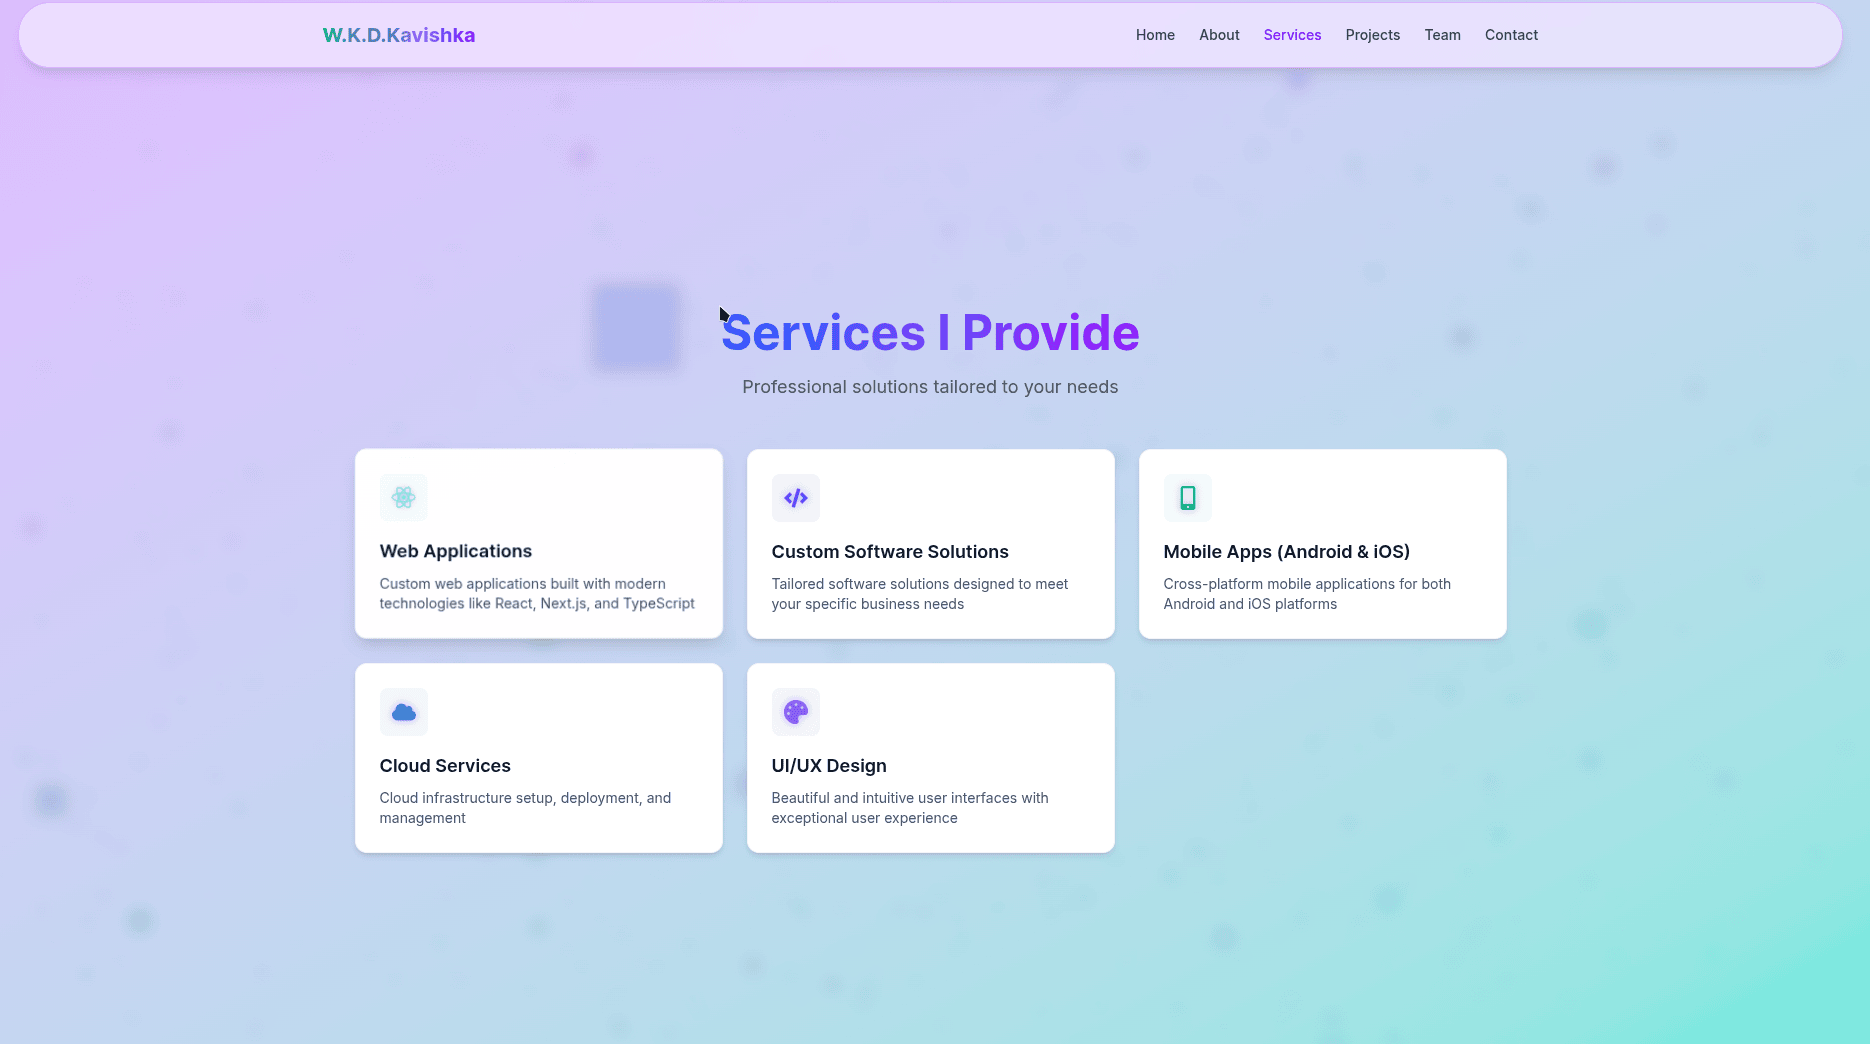 W.K.D.Kavishka
Home About Services Projects Team Contact
Services I Provide
Professional solutions tailored to your needs
Web Applications
Custom web applications built with modern
technologies like React, Next.js, and TypeScript
Custom Software Solutions
Tailored software solutions designed to meet
your specific business needs
Mobile Apps (Android & iOS)
Cross-platform mobile applications for both
Android and iOS platforms
Cloud Services
Cloud infrastructure setup, deployment, and
management
UI/UX Design
Beautiful and intuitive user interfaces with
exceptional user experience